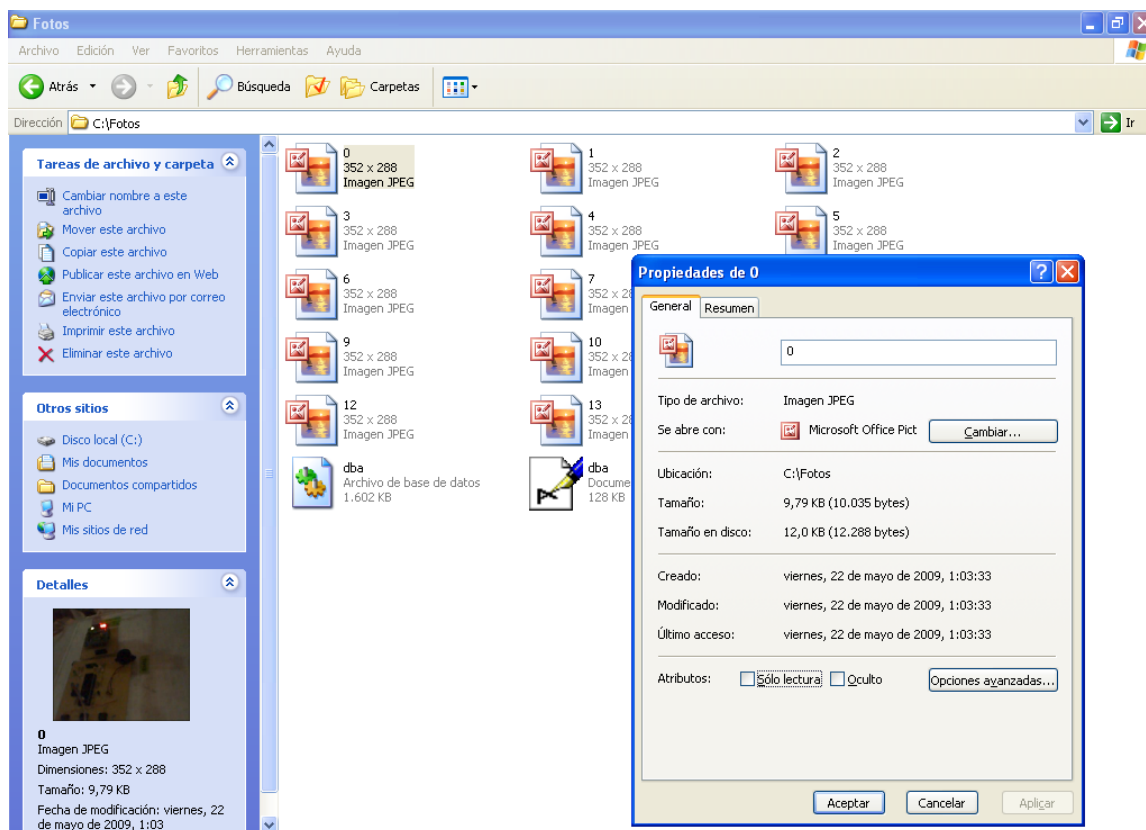 Fotos
Archivo Edición Ver Favoritos Herramientas Ayuda
Atrás Búsqueda Carpetas
Dirección C:\Fotos Ir
Tareas de archivo y carpeta
Cambiar nombre a este
archivo
Mover este archivo
Copiar este archivo
Publicar este archivo en Web
Enviar este archivo por correo
electrónico
Imprimir este archivo
Eliminar este archivo
Otros sitios
Disco local (C:)
Mis documentos
Documentos compartidos
Mi PC
Mis sitios de red
Detalles
0
Imagen JPEG
Dimensiones: 352 x 288
Tamaño: 9,79 KB
Fecha de modificación: viernes, 22
de mayo de 2009, 1:03
0
352 x 288
Imagen JPEG
1
352 x 288
Imagen JPEG
2
352 x 288
Imagen JPEG
3
352 x 288
Imagen JPEG
4
352 x 288
Imagen JPEG
5
352 x 288
Imagen JPEG
6
352 x 288
Imagen JPEG
7
352 x 28
Imagen
9
352 x 288
Imagen JPEG
10
352 x 28
Imagen
12
352 x 288
Imagen JPEG
13
352 x 28
Imagen
dba
Archivo de base de datos
1.602 KB
dba
Docume
128 KB
Propiedades de 0
General Resumen
0
Tipo de archivo: Imagen JPEG
Se abre con: Microsoft Office Pict Cambiar...
Ubicación: C:\Fotos
Tamaño: 9,79 KB (10.035 bytes)
Tamaño en disco: 12,0 KB (12.288 bytes)
Creado: viernes, 22 de mayo de 2009, 1:03:33
Modificado: viernes, 22 de mayo de 2009, 1:03:33
Último acceso: viernes, 22 de mayo de 2009, 1:03:33
Atributos: Sólo lectura Oculto Opciones avanzadas...
Aceptar Cancelar Aplicar